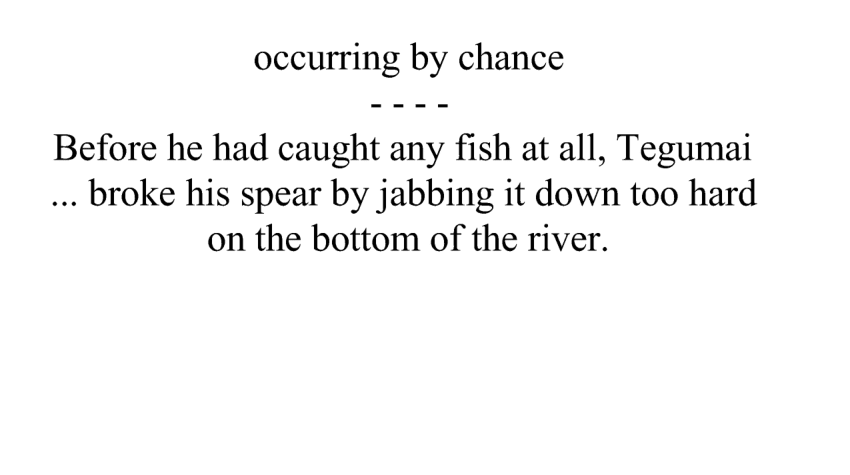 occurring by chance
- - - -
Before he had caught any fish at all, Tegumai
... broke his spear by jabbing it down too hard
on the bottom of the river.